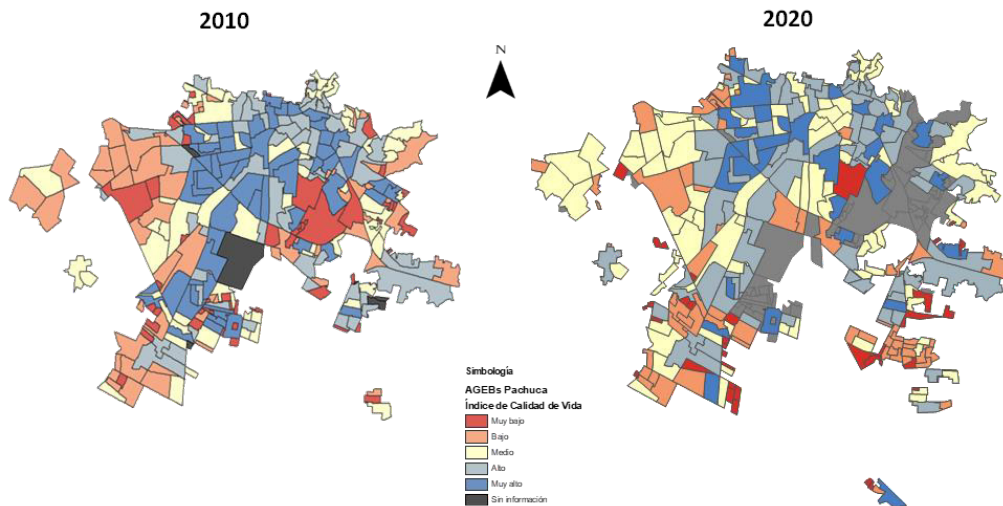 2010
2020
N
Simbología
AGEBs Pachuca
Índice de Calidad de Vida
Muy bajo
Bajo
Medio
Alto
Muy alto
Sin información